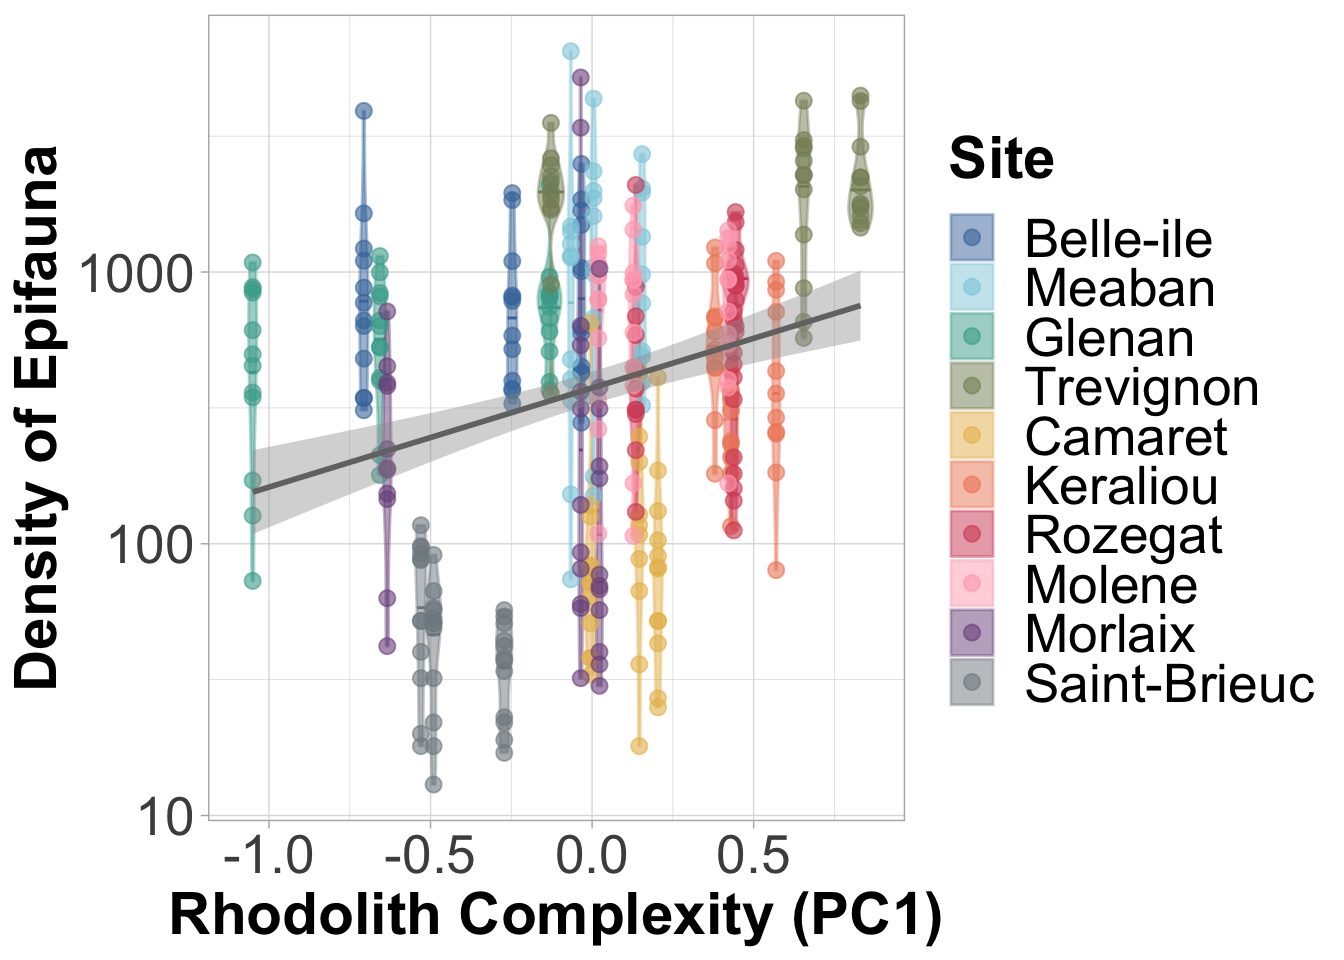 Density of Epifauna
1000
100
10
-1.0
-0.5
0.0
0.5
Rhodolith Complexity (PC1)
Site
Belle-ile
Meaban
Glenan
Trevignon
Camaret
Keraliou
Rozegat
Molene
Morlaix
Saint-Brieuc